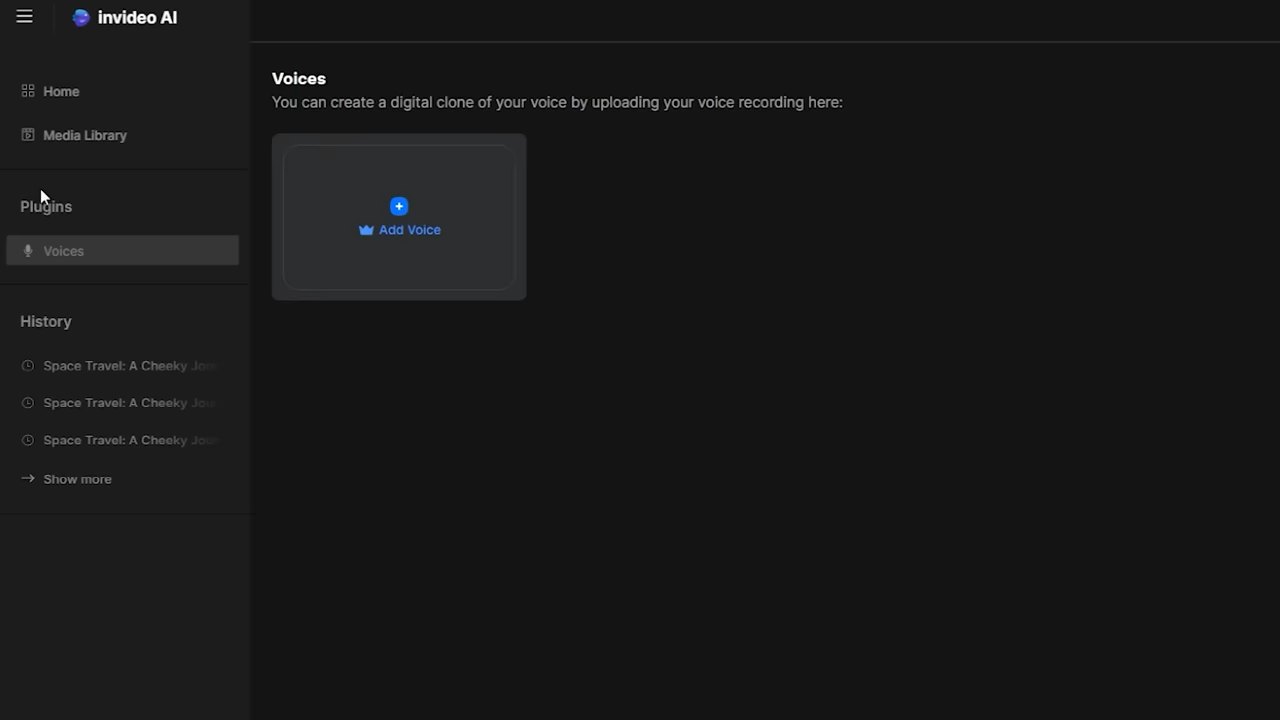 invideo AI
Home
Media Library
Plugins
Voices
History
Space Travel: A Cheeky
Space Travel: A Cheeky
Space Travel: A Cheeky
Show more
Voices
You can create a digital clone of your voice by uploading your voice recording here:
Add Voice